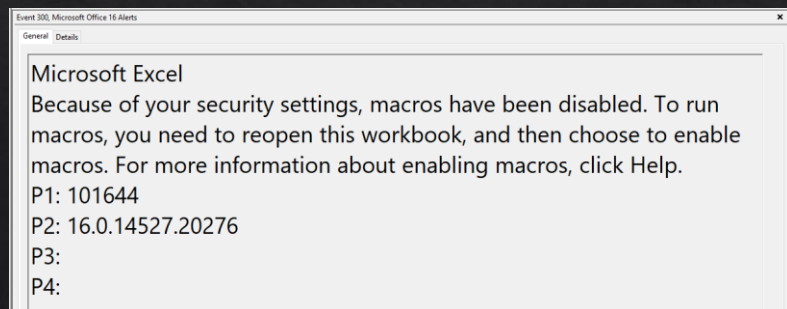 Event 300, Microsoft Office 16 Alerts
General Details
Microsoft Excel
Because of your security settings, macros have been disabled. To run
macros, you need to reopen this workbook, and then choose to enable
macros. For more information about enabling macros, click Help.
P1: 101644
P2: 16.0.14527.20276
P3:
P4: